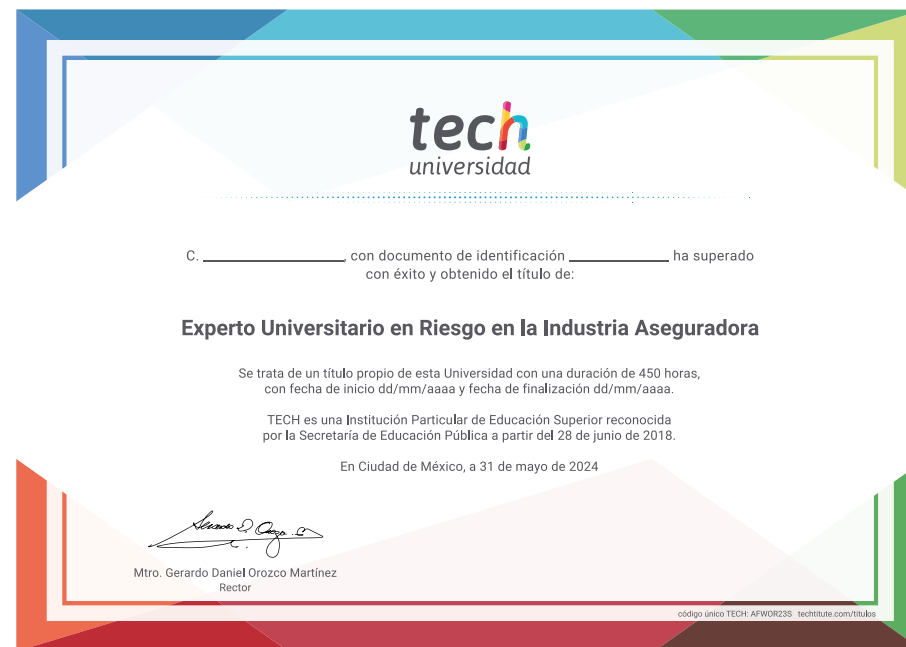 tech
universidad
C. ____________, con documento de identificación ____________ ha superado
con éxito y obtenido el título de:
Experto Universitario en Riesgo en la Industria Aseguradora
Se trata de un título propio de esta Universidad con una duración de 450 horas,
con fecha de inicio dd/mm/aaaa y fecha de finalización dd/mm/aaaa.
TECH es una Institución Particular de Educación Superior reconocida
por la Secretaría de Educación Pública a partir del 28 de junio de 2018.
En Ciudad de México, a 31 de mayo de 2024
Mtro. Gerardo Daniel Orozco Martínez
Rector
código único TECH: AFWOR23S techtitute.com/titulos